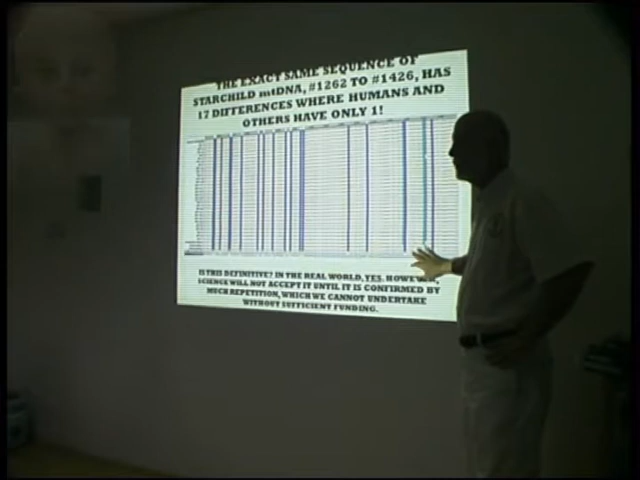 THE EXACT SAME SEQUENCE OF
STARCHILD mtDNA, #1262 TO #1426, HAS
17 DIFFERENCES WHERE HUMANS AND
OTHERS HAVE ONLY 1!
IS THIS DEFINITIVE? IN THE REAL WORLD, YES. HOWEVER,
SCIENCE WILL NOT ACCEPT IT UNTIL IT IS CONFIRMED BY
MUCH REPETITION, WHICH WE CANNOT UNDERTAKE
WITHOUT SUFFICIENT FUNDING.